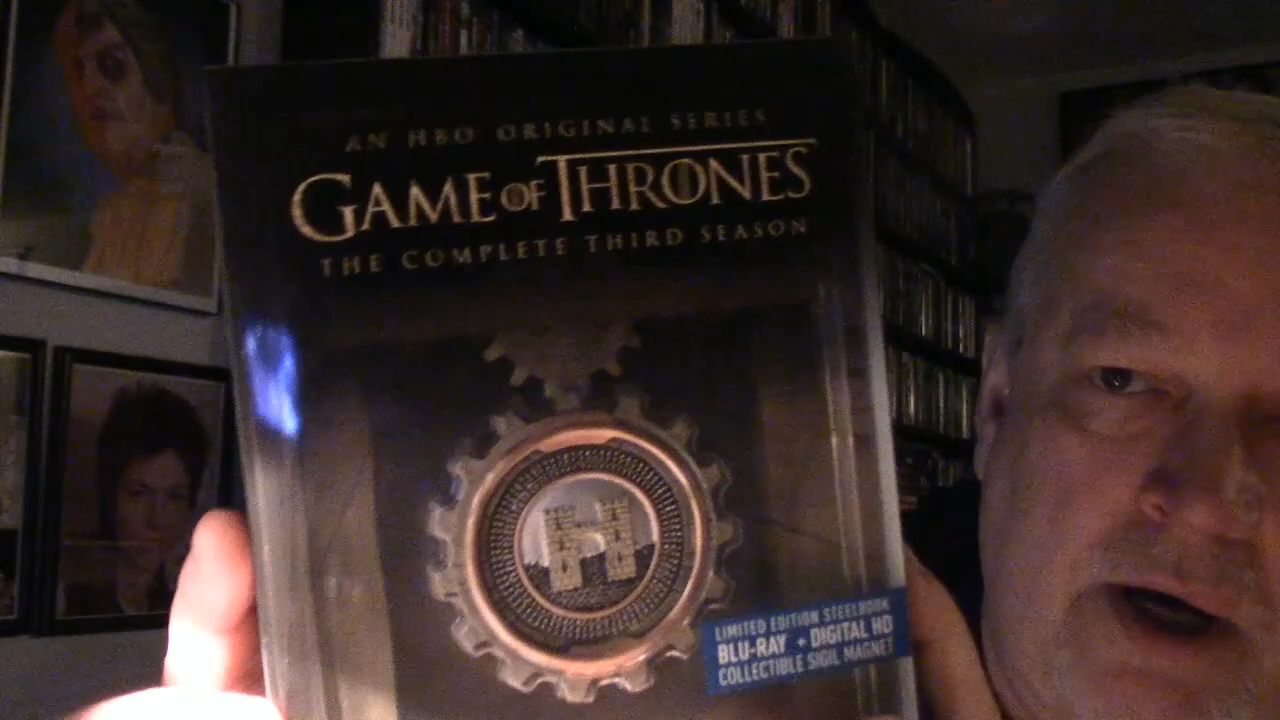 AN HBO ORIGINAL SERIES
GAME OF THRONES
THE COMPLETE THIRD SEASON
LIMITED EDITION STEELBOOK
BLU-RAY + DIGITAL HD
COLLECTIBLE SIGIL MAGNET